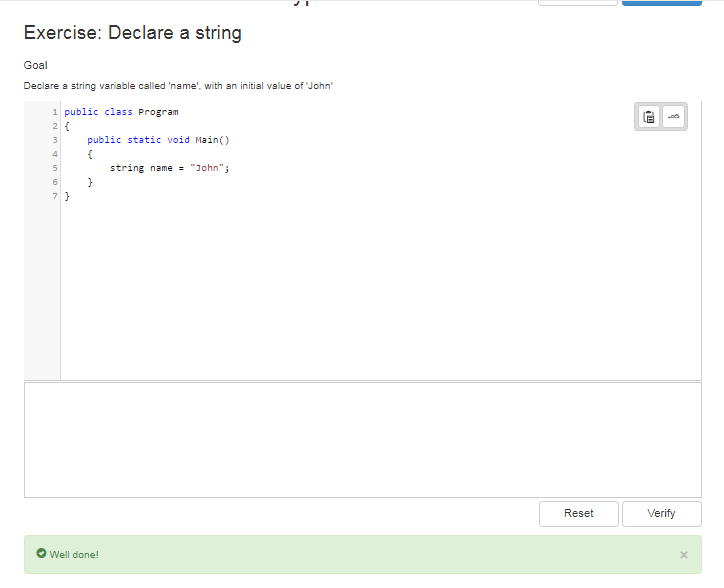 Exercise: Declare a string
Goal
Declare a string variable called 'name', with an initial value of 'John'
1 public class Program
2 {
3     public static void Main()
4     {
5         string name = "John";
6     }
7 }
Reset Verify
Well done! ×